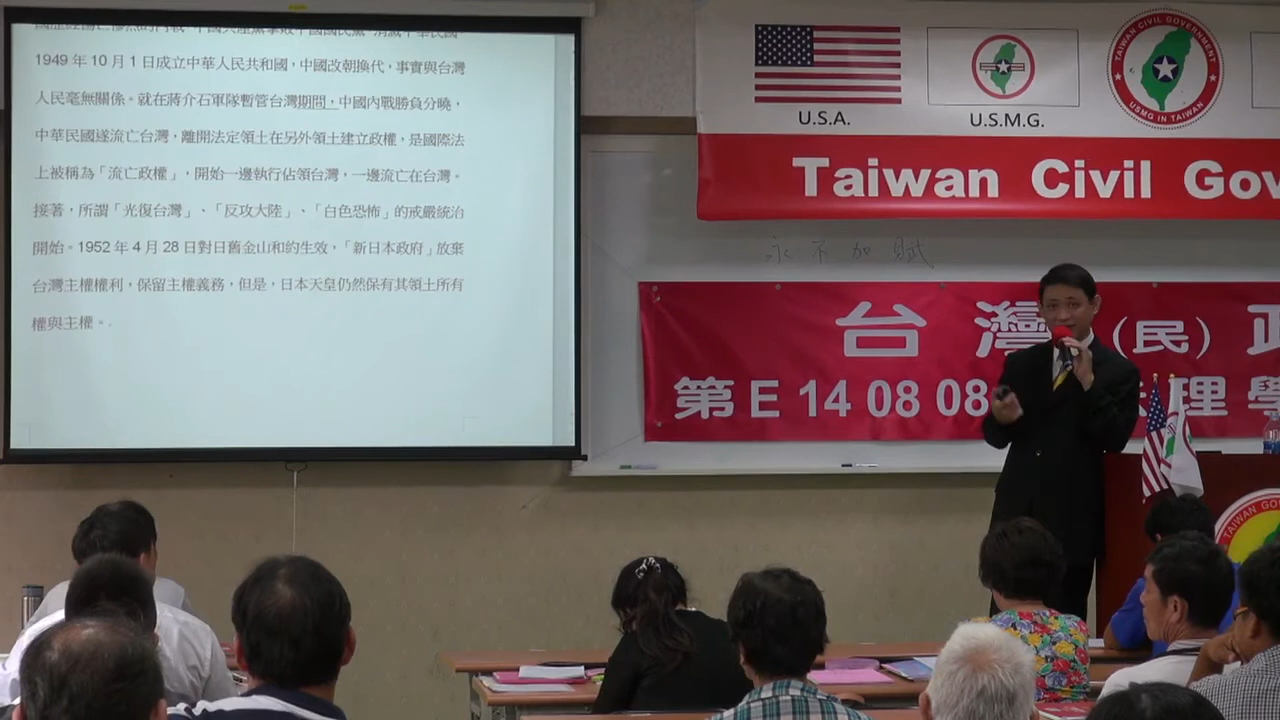 1949 年 10 月 1 日成立中華人民共和國，中國改朝換代，事實與台灣
人民毫無關係。就在蔣介石軍隊暫管台灣期間，中國內戰勝負分曉，
中華民國遂流亡台灣，離開法定領土在另外領土建立政權，是國際法
上被稱為「流亡政權」，開始一邊執行佔領台灣，一邊流亡在台灣。
接著，所謂「光復台灣」、「反攻大陸」、「白色恐怖」的戒嚴統治
開始。1952 年 4 月 28 日對日舊金山和約生效，「新日本政府」放棄
台灣主權權利，保留主權義務，但是，日本天皇仍然保有其領土所有
權與主權。
U.S.A.
U.S.M.G.
TAIWAN CIVIL GOVERNMENT
USMG IN TAIWAN
Taiwan Civil Gov
永不加賦
台灣（民）政
第 E 14 08 08
法理學
TAIWAN GO